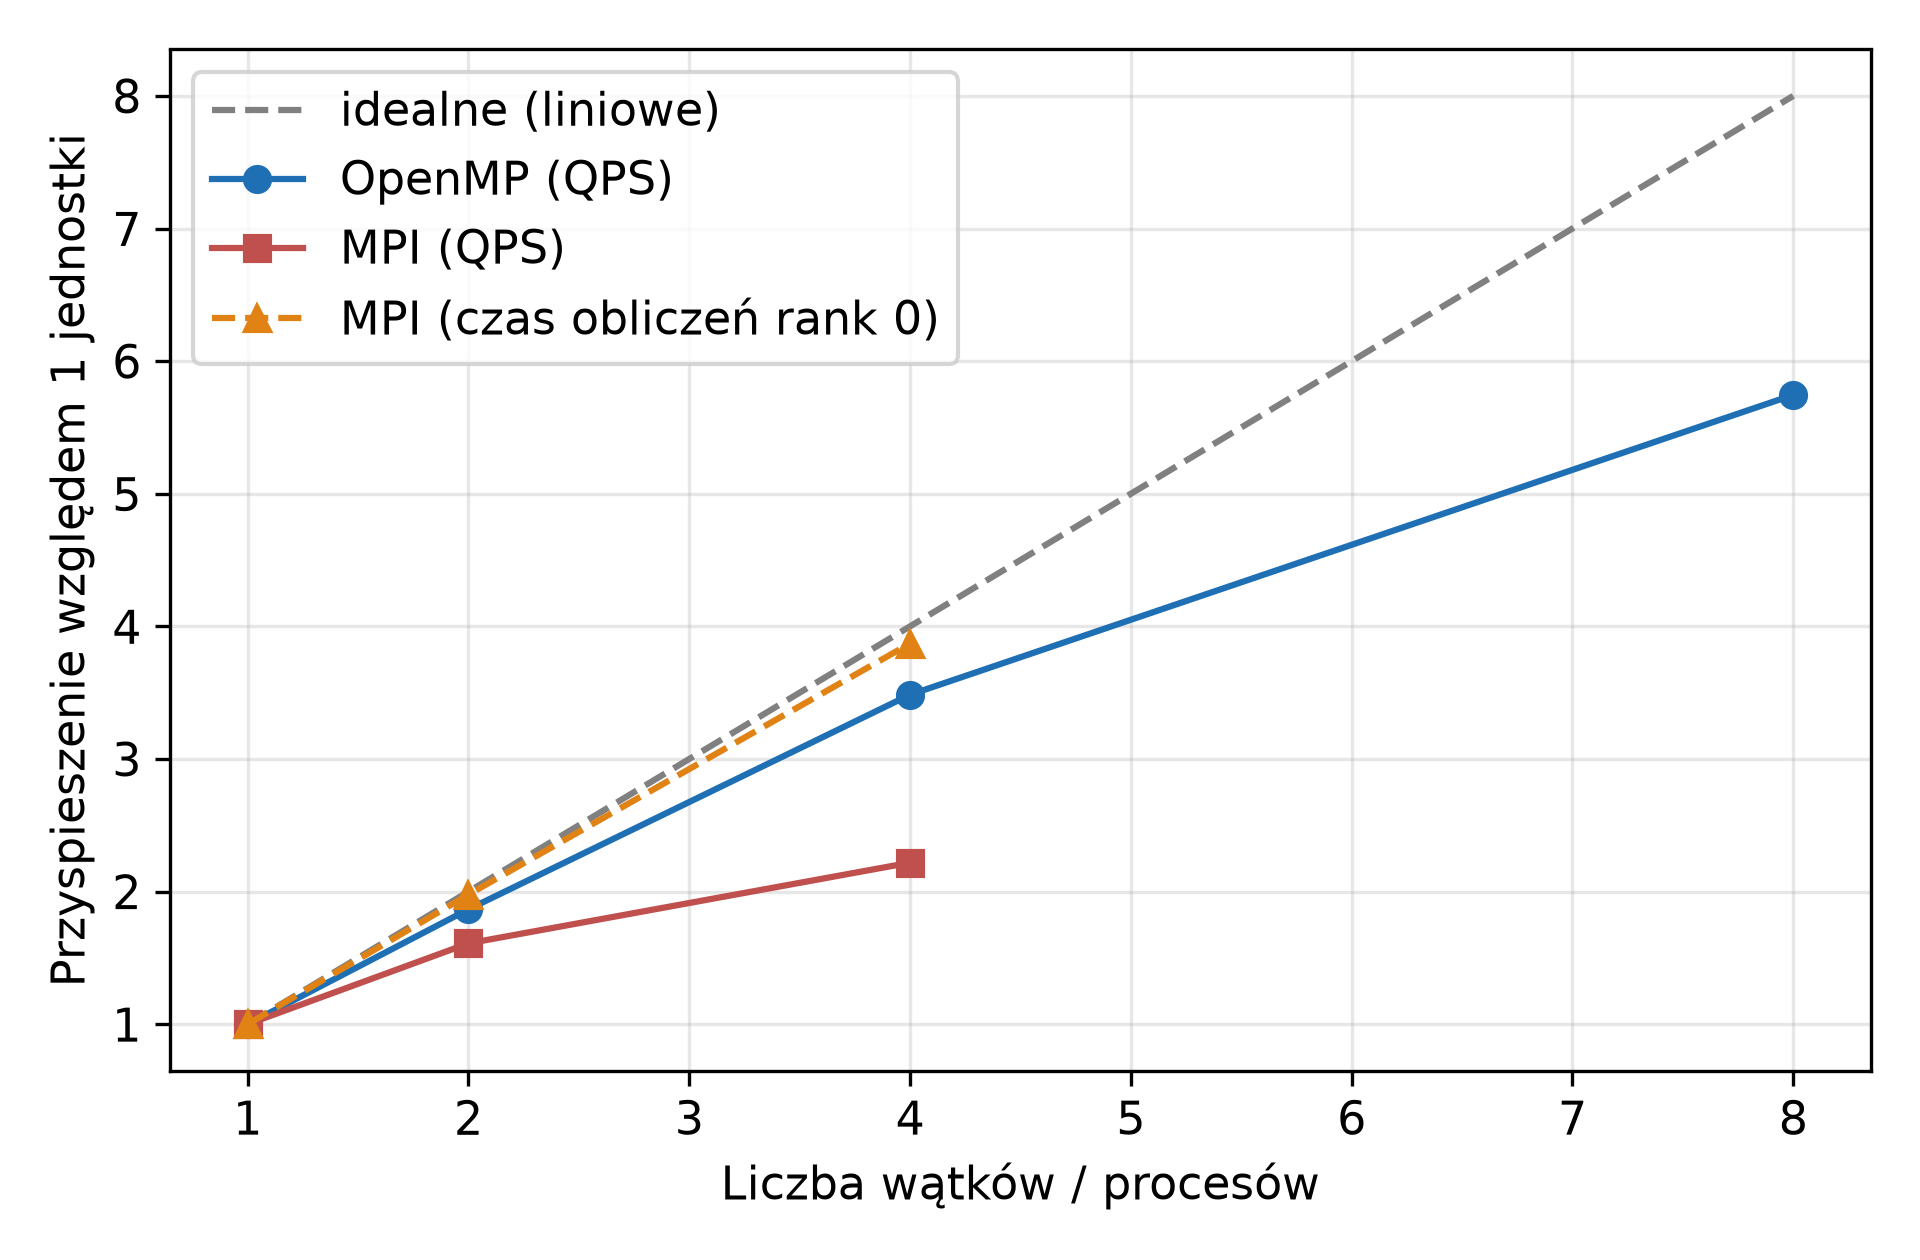 idealne (liniowe)
OpenMP (QPS)
MPI (QPS)
MPI (czas obliczeń rank 0)
Przyspieszenie względem 1 jednostki
8
7
6
5
4
3
2
1
1 2 3 4 5 6 7 8
Liczba wątków / procesów